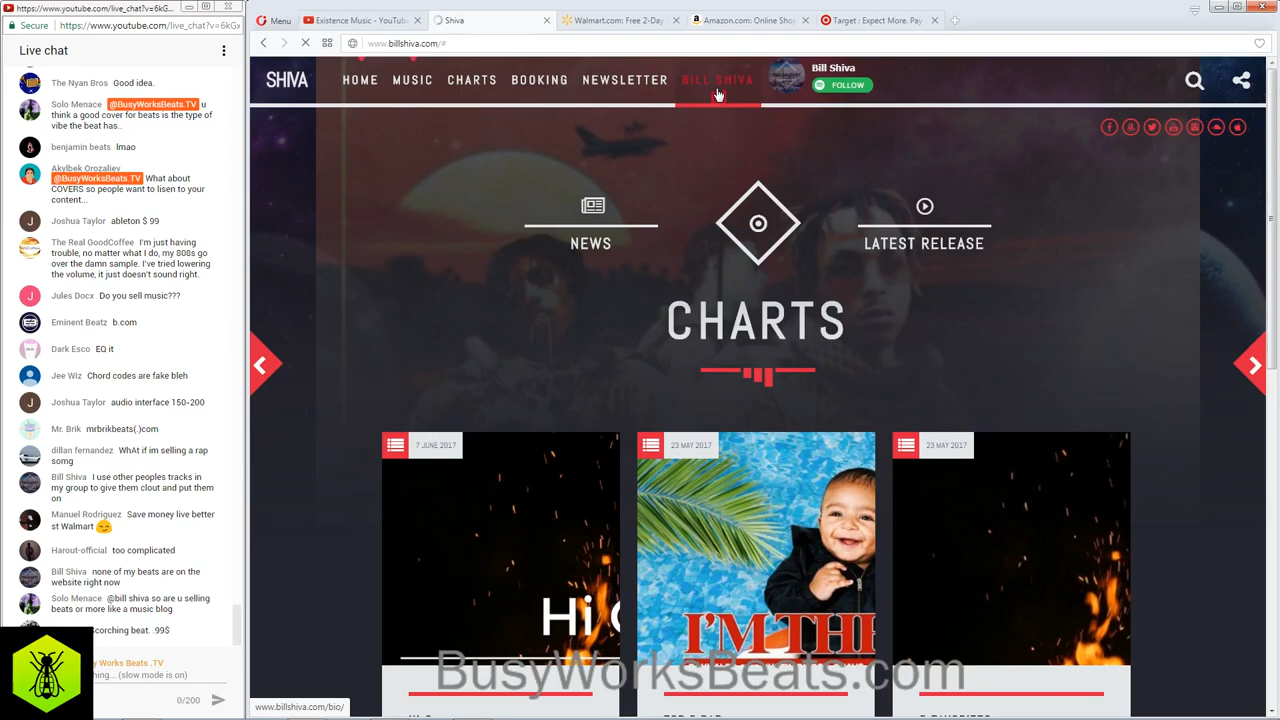 https://www.youtube.com/live_chat?v=6kGx
Secure https://www.youtube.com/live_chat?v=6kG
Live chat
The Nyan Bros Good idea.
Solo Menace @BusyWorksBeats.TV u
think a good cover for beats is the type of
vibe the beat has..
benjamin beats lmao
Akylbek Orozaliev
@BusyWorksBeats.TV What about
COVERS so people want to lisen to your
content...
Joshua Taylor ableton $ 99
The Real GoodCoffee I'm just having
trouble, no matter what I do, my 808s go
over the damn sample. I've tried lowering
the volume, it just doesn't sound right.
Jules Docx Do you sell music???
Eminent Beatz b.com
Dark Esco EQ it
Jee Wiz Chord codes are fake bleh
Joshua Taylor audio interface 150-200
Mr. Brik mrbrikbeats(.)com
dillan fernandez WhAt if im selling a rap
somg
Bill Shiva I use other peoples tracks in
my group to give them clout and put them
on
Manuel Rodriguez Save money live better
st Walmart
Harout-official too complicated
Bill Shiva none of my beats are on the
website right now
Solo Menace @bill shiva so are u selling
beats or more like a music blog
scorching beat. .99$
y Works Beats .TV
hing... (slow mode is on)
0/200
Menu
Existence Music - YouTube
Shiva
Walmart.com: Free 2-Day
Amazon.com: Online Shop
Target : Expect More. Pay
www.billshiva.com/#
SHIVA
HOME
MUSIC
CHARTS
BOOKING
NEWSLETTER
BILL SHIVA
Bill Shiva
FOLLOW
NEWS
LATEST RELEASE
CHARTS
7 JUNE 2017
23 MAY 2017
23 MAY 2017
I'M THE
BusyWorksBeats.com
www.billshiva.com/bio/